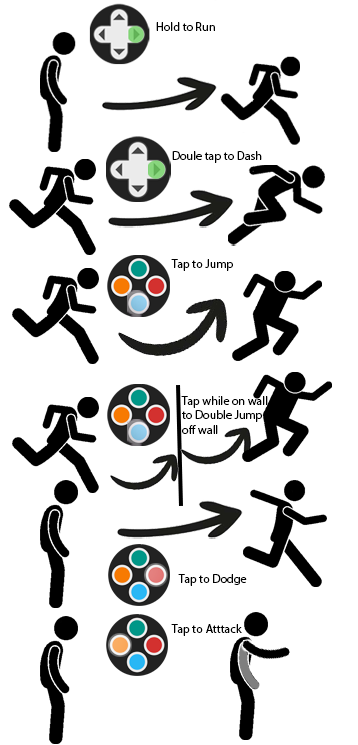 Hold to Run
Doule tap to Dash
Tap to Jump
Tap while on wall
to Double Jump
off wall
Tap to Dodge
Tap to Atttack